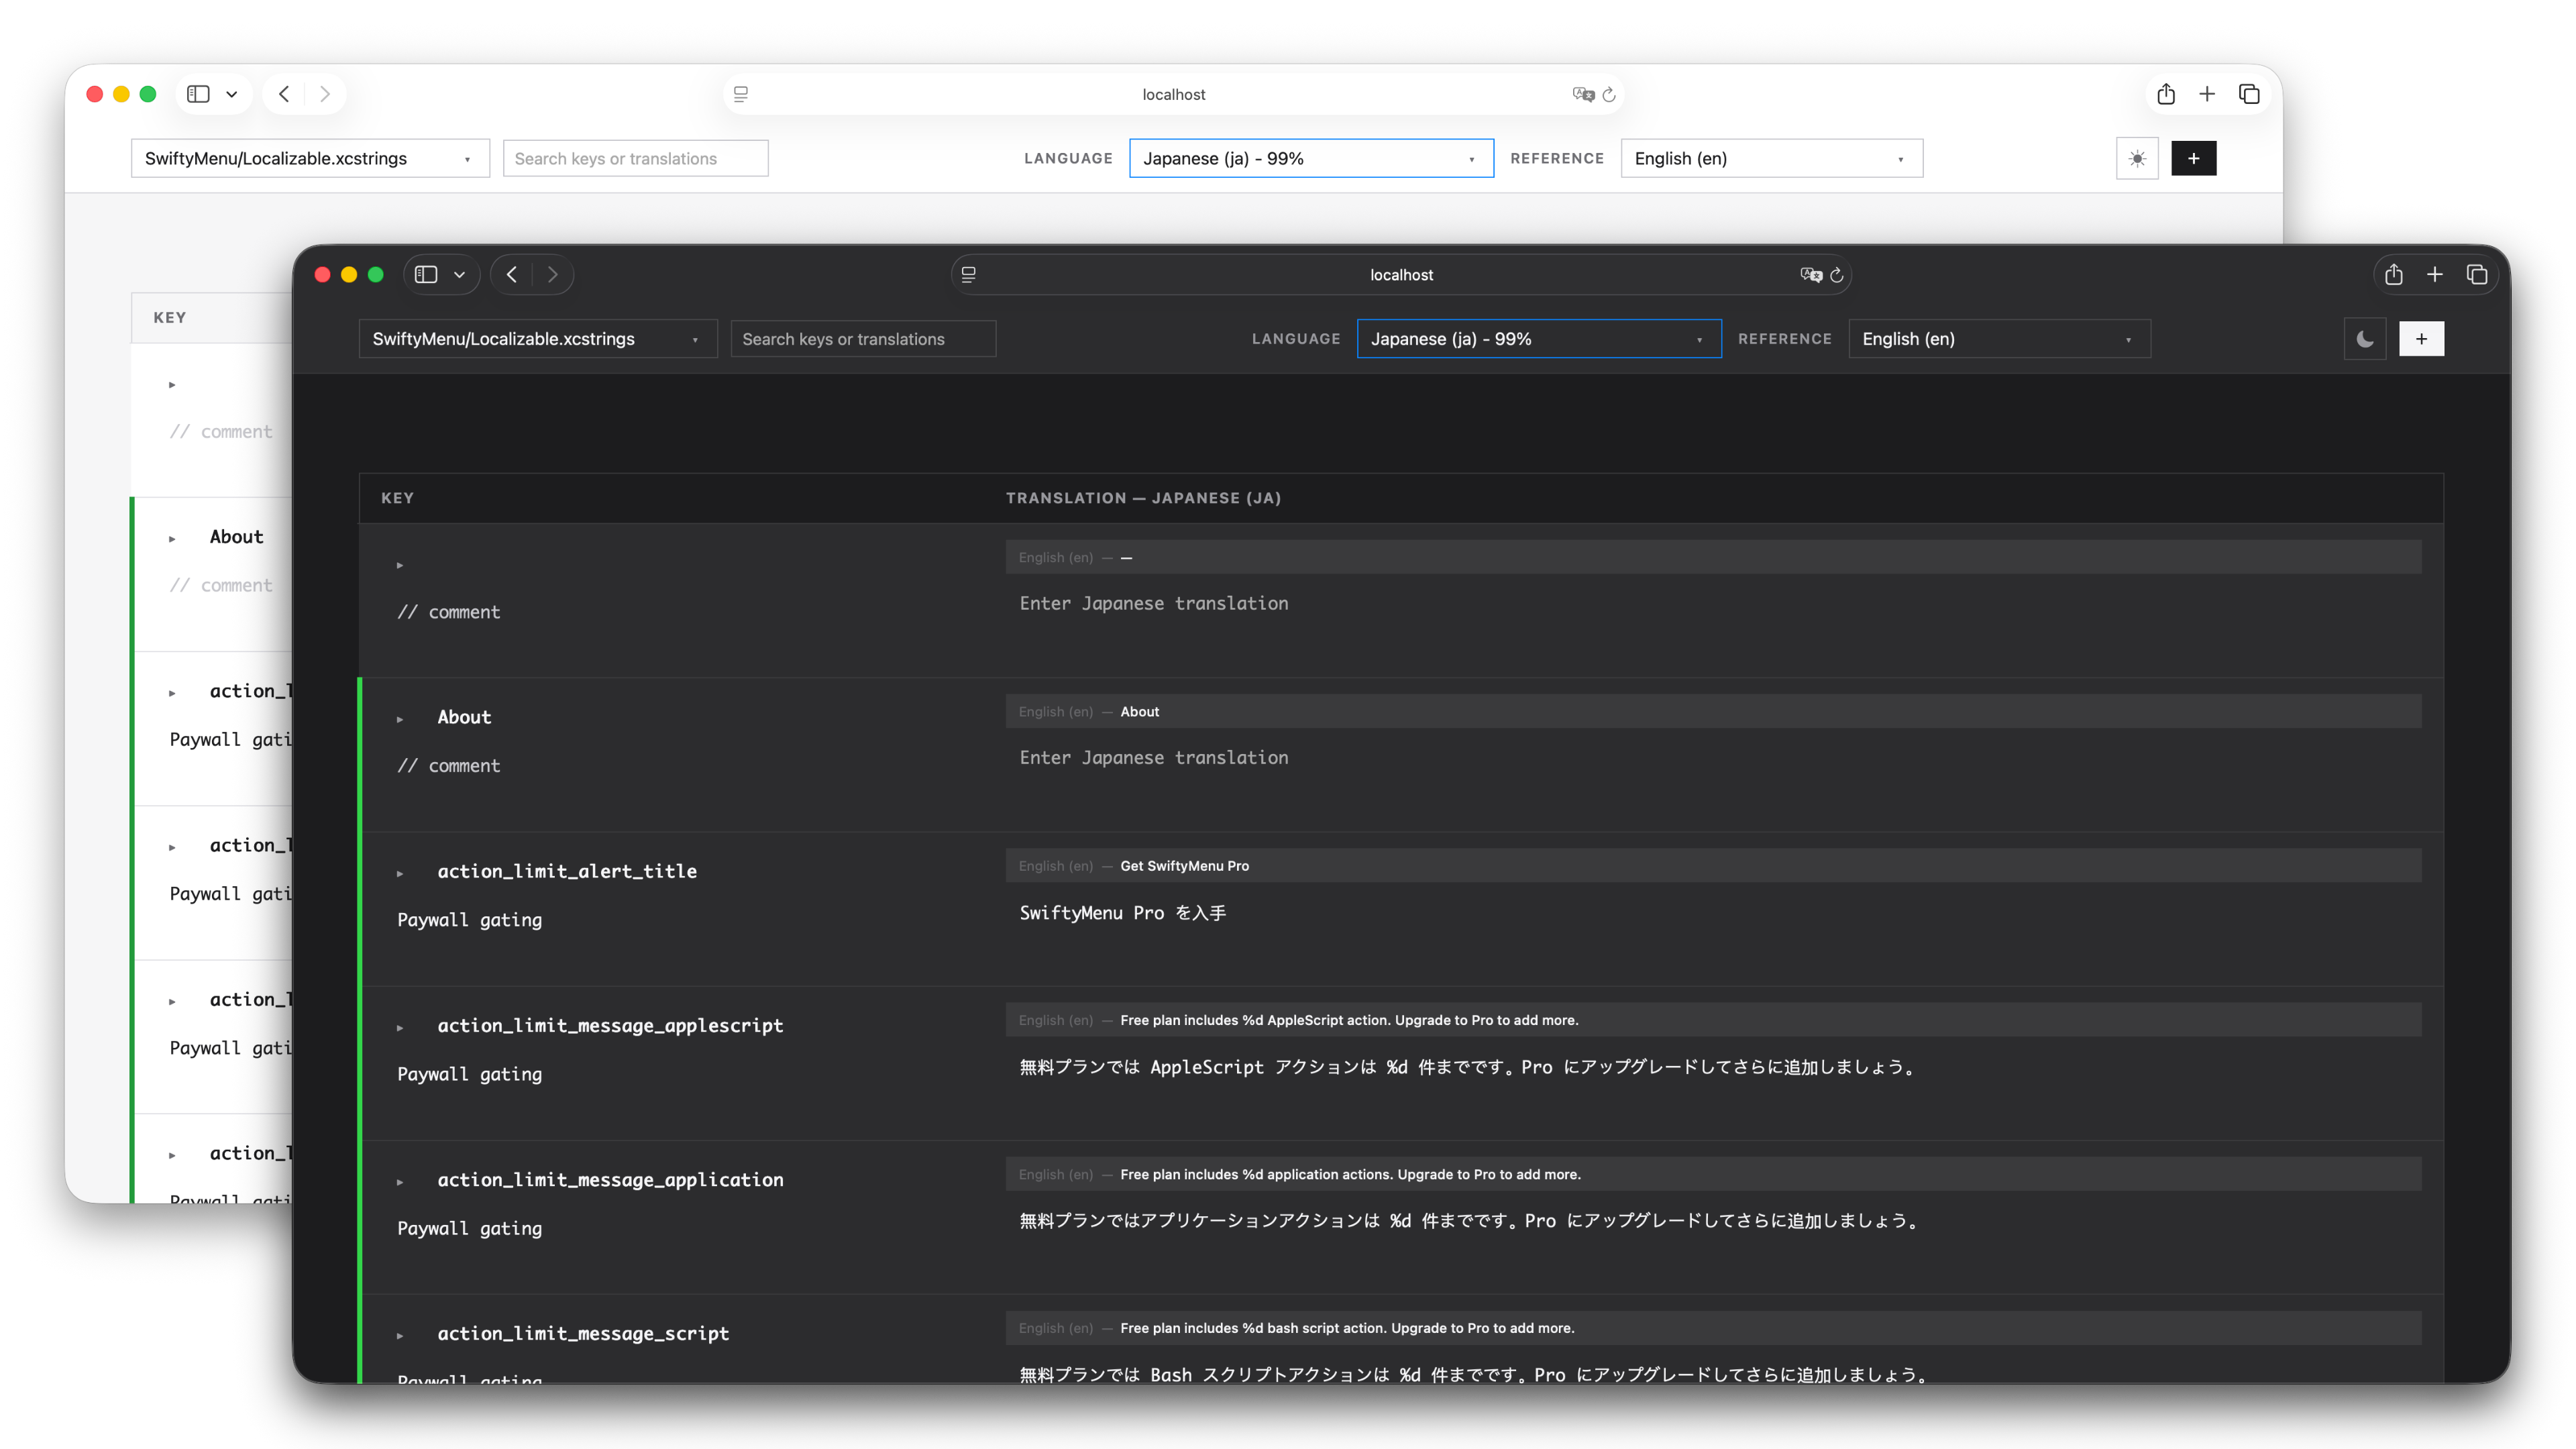 localhost
SwiftyMenu/Localizable.xcstrings
Search keys or translations
LANGUAGE
Japanese (ja) - 99%
REFERENCE
English (en)
+
KEY
// comment
About
// comment
Paywall
Paywall
Paywall
localhost
SwiftyMenu/Localizable.xcstrings
Search keys or translations
LANGUAGE
Japanese (ja) - 99%
REFERENCE
English (en)
+
KEY
TRANSLATION — JAPANESE (JA)
English (en) — —
// comment
Enter Japanese translation
About
English (en) — About
// comment
Enter Japanese translation
action_limit_alert_title
English (en) — Get SwiftyMenu Pro
Paywall gating
SwiftyMenu Pro を入手
action_limit_message_applescript
English (en) — Free plan includes %d AppleScript action. Upgrade to Pro to add more.
Paywall gating
無料プランでは AppleScript アクションは %d 件までです。Pro にアップグレードしてさらに追加しましょう。
action_limit_message_application
English (en) — Free plan includes %d application actions. Upgrade to Pro to add more.
Paywall gating
無料プランではアプリケーションアクションは %d 件までです。Pro にアップグレードしてさらに追加しましょう。
action_limit_message_script
English (en) — Free plan includes %d bash script action. Upgrade to Pro to add more.
Paywall gating
無料プランでは Bash スクリプトアクションは %d 件までです。Pro にアップグレードしてさらに追加しましょう。